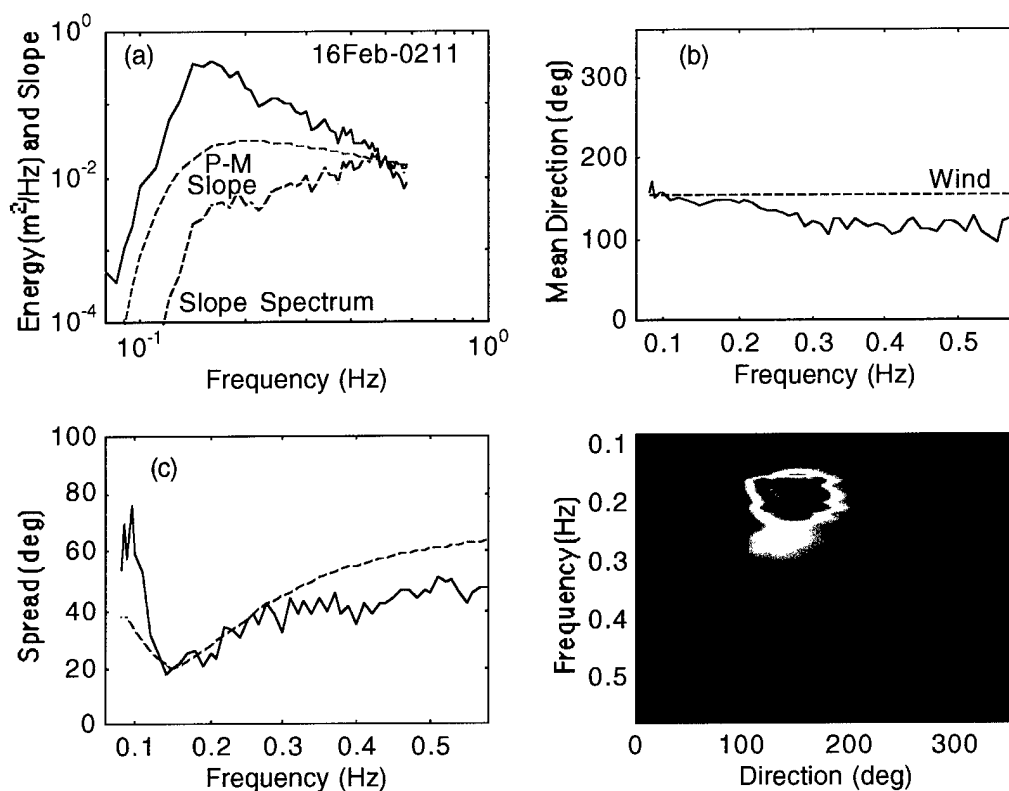 (a)
16Feb-0211
10^0
10^-2
10^-4
Energy (m²/Hz) and Slope
P-M
Slope
Slope Spectrum
10^-1
10^0
Frequency (Hz)
(b)
300
200
100
0
Mean Direction (deg)
Wind
0.1
0.2
0.3
0.4
0.5
Frequency (Hz)
(c)
100
80
60
40
20
0
Spread (deg)
0.1
0.2
0.3
0.4
0.5
Frequency (Hz)
0.1
0.2
0.3
0.4
0.5
Frequency (Hz)
0
100
200
300
Direction (deg)